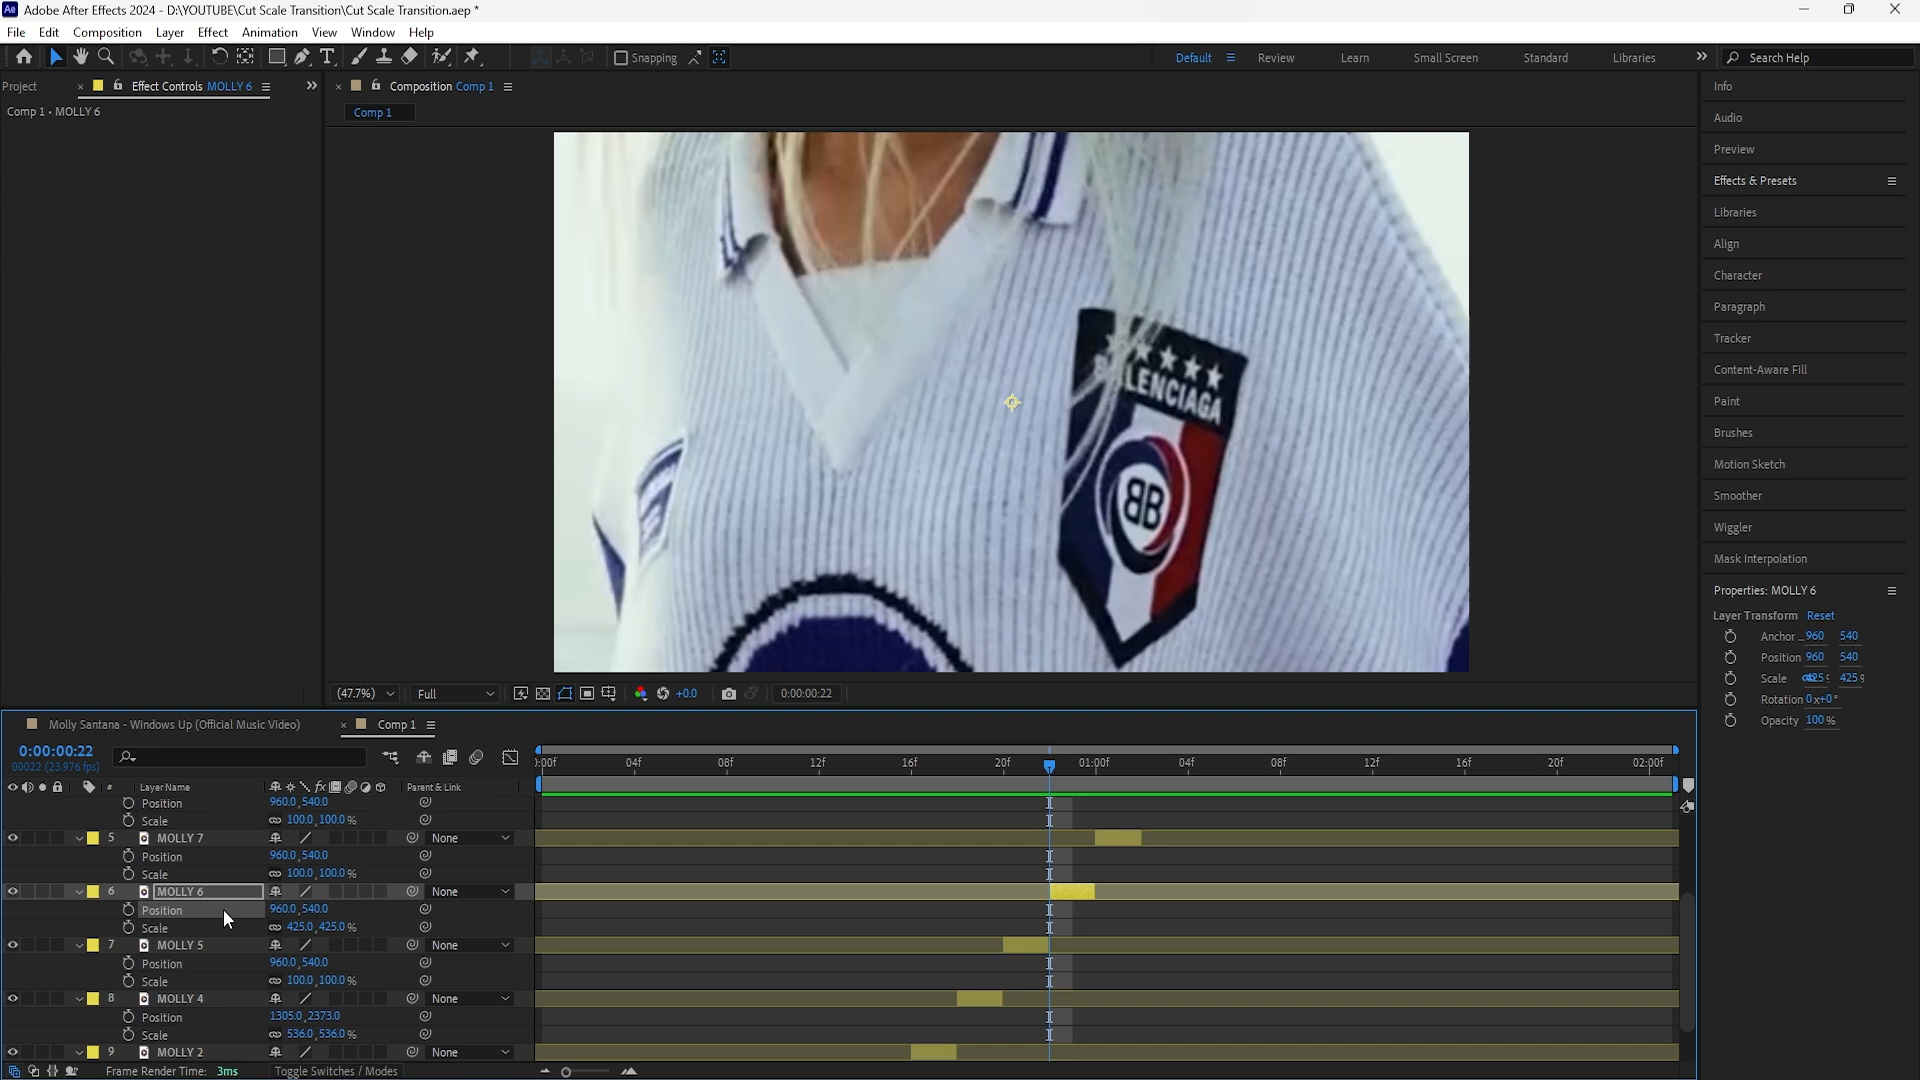 Adobe After Effects 2024 - D:\YOUTUBE\Cut Scale Transition\Cut Scale Transition.aep *
File Edit Composition Layer Effect Animation View Window Help
Snapping Default Review Learn Small Screen Standard Libraries Search Help
Project Effect Controls MOLLY 6 Composition Comp 1
Comp 1 • MOLLY 6
Comp 1
LENCIAGA
BB
Info
Audio
Preview
Effects & Presets
Libraries
Align
Character
Paragraph
Tracker
Content-Aware Fill
Paint
Brushes
Motion Sketch
Smoother
Wiggler
Mask Interpolation
Properties: MOLLY 6
Layer Transform Reset
Anchor ... 960 540
Position 960 540
Scale 425 425
Rotation 0x+0°
Opacity 100 %
(47.7%) Full +0.0 0:00:00:22
Molly Santana - Windows Up (Official Music Video) Comp 1
0:00:00:22
00022 (23.976 fps)
:00f 04f 08f 12f 16f 20f 01:00f 04f 08f 12f 16f 20f 02:00f
# Layer Name fx Parent & Link
Position 960.0, 540.0
Scale 100.0, 100.0 %
5 MOLLY 7 None
Position 960.0, 540.0
Scale 100.0, 100.0 %
6 MOLLY 6 None
Position 960.0, 540.0
Scale 425.0, 425.0 %
7 MOLLY 5 None
Position 960.0, 540.0
Scale 100.0, 100.0 %
8 MOLLY 4 None
Position 1305.0, 2373.0
Scale 536.0, 536.0 %
9 MOLLY 2 None
Frame Render Time: 3ms Toggle Switches / Modes